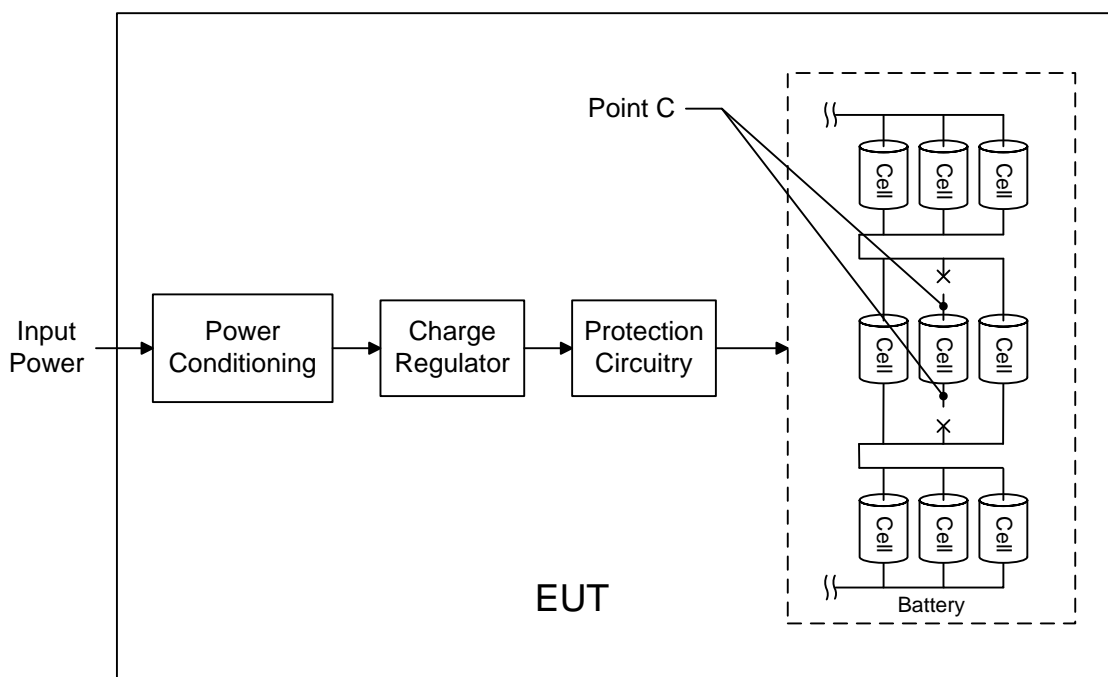 Point C
Cell
Cell
Cell
Input
Power
Power
Conditioning
Charge
Regulator
Protection
Circuitry
Cell
Cell
Cell
Cell
Cell
Cell
EUT
Battery